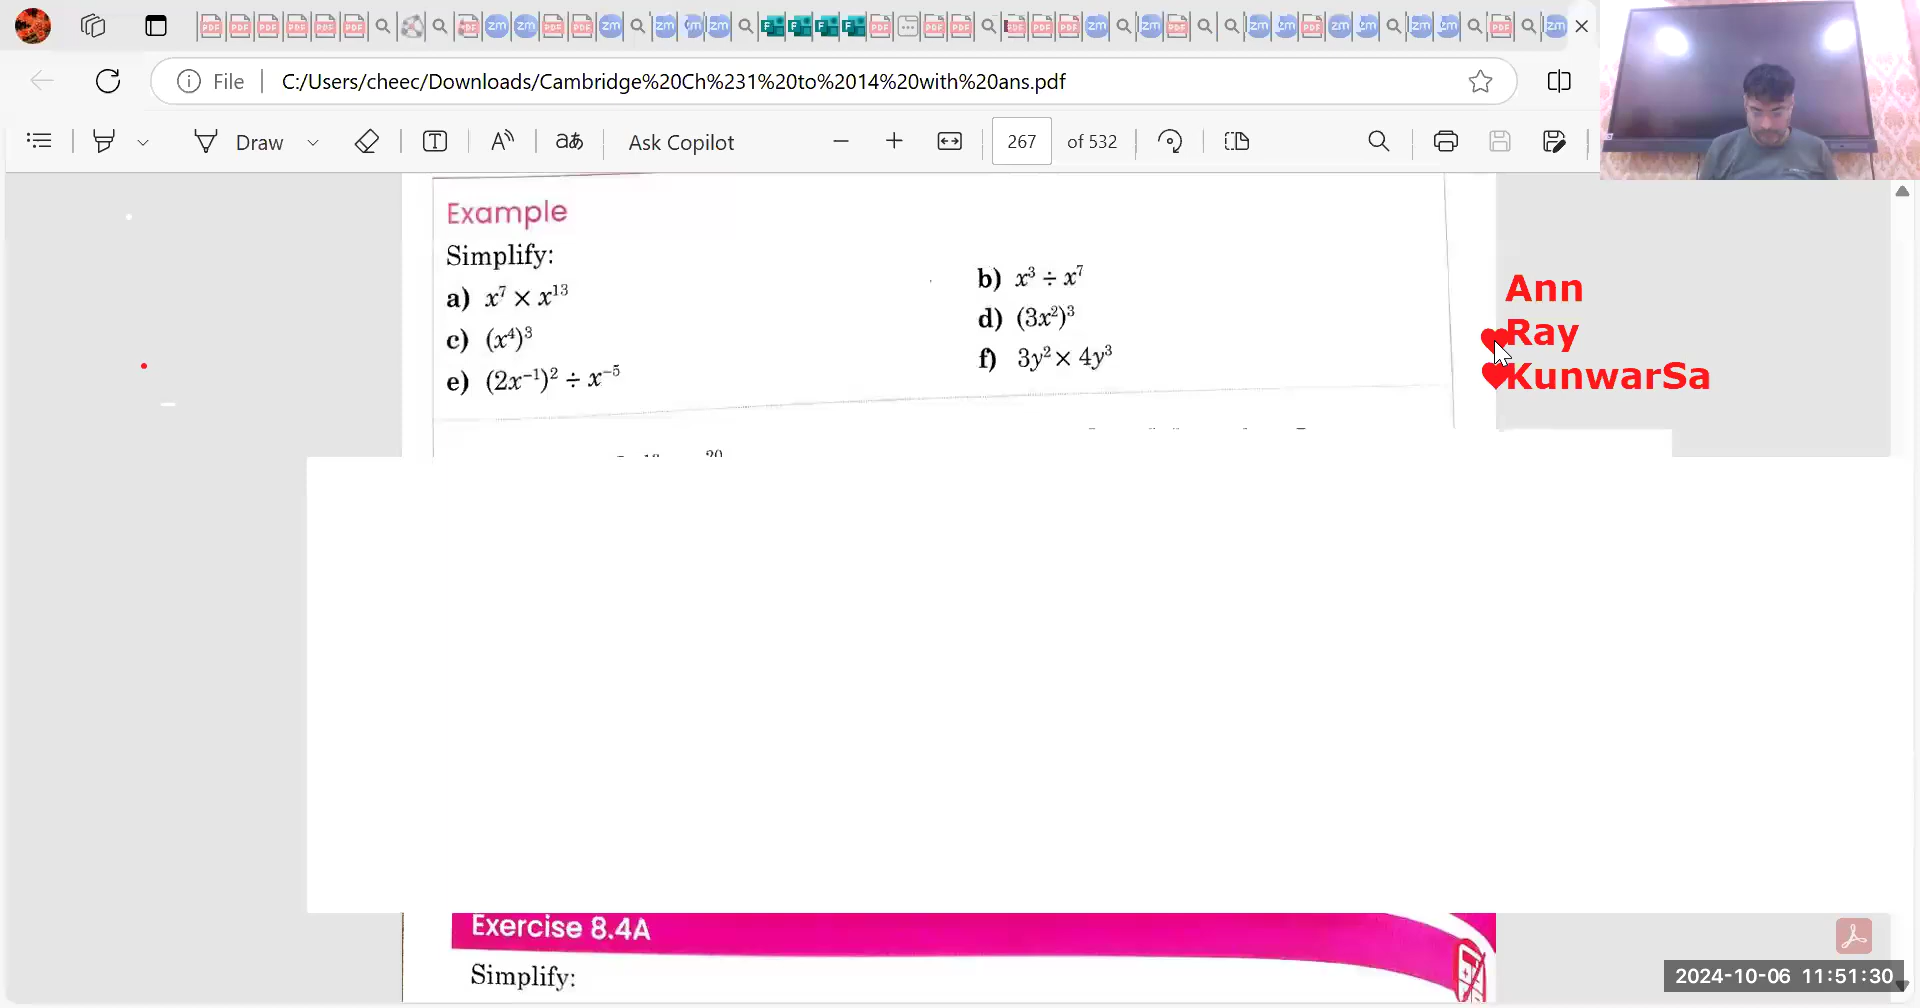 File
C:/Users/cheec/Downloads/Cambridge%20Ch%231%20to%2014%20with%20ans.pdf
Draw
Ask Copilot
267
of 532
Example
Simplify:
a) x⁷ × x¹³
b) x³ ÷ x⁷
c) (x⁴)³
d) (3x²)³
e) (2x⁻¹)² ÷ x⁻⁵
f) 3y² × 4y³
Ann
Ray
KunwarSa
Exercise 8.4A
Simplify:
2024-10-06 11:51:30